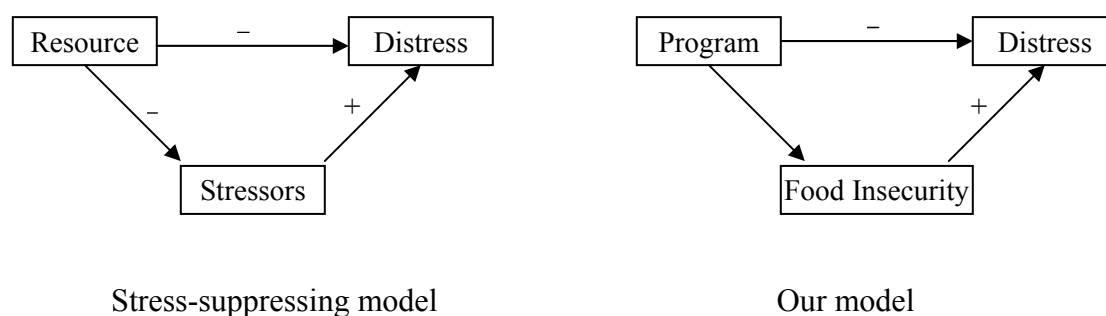 –
–
Resource
Distress
Program
Distress
–
+
+
Stressors
Food Insecurity
Stress-suppressing model
Our model